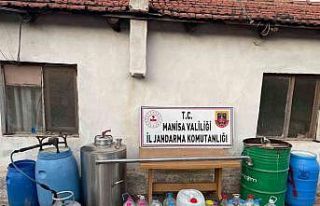 T.C.
MANİSA VALİLİĞİ
İL JANDARMA KOMUTANLIĞI